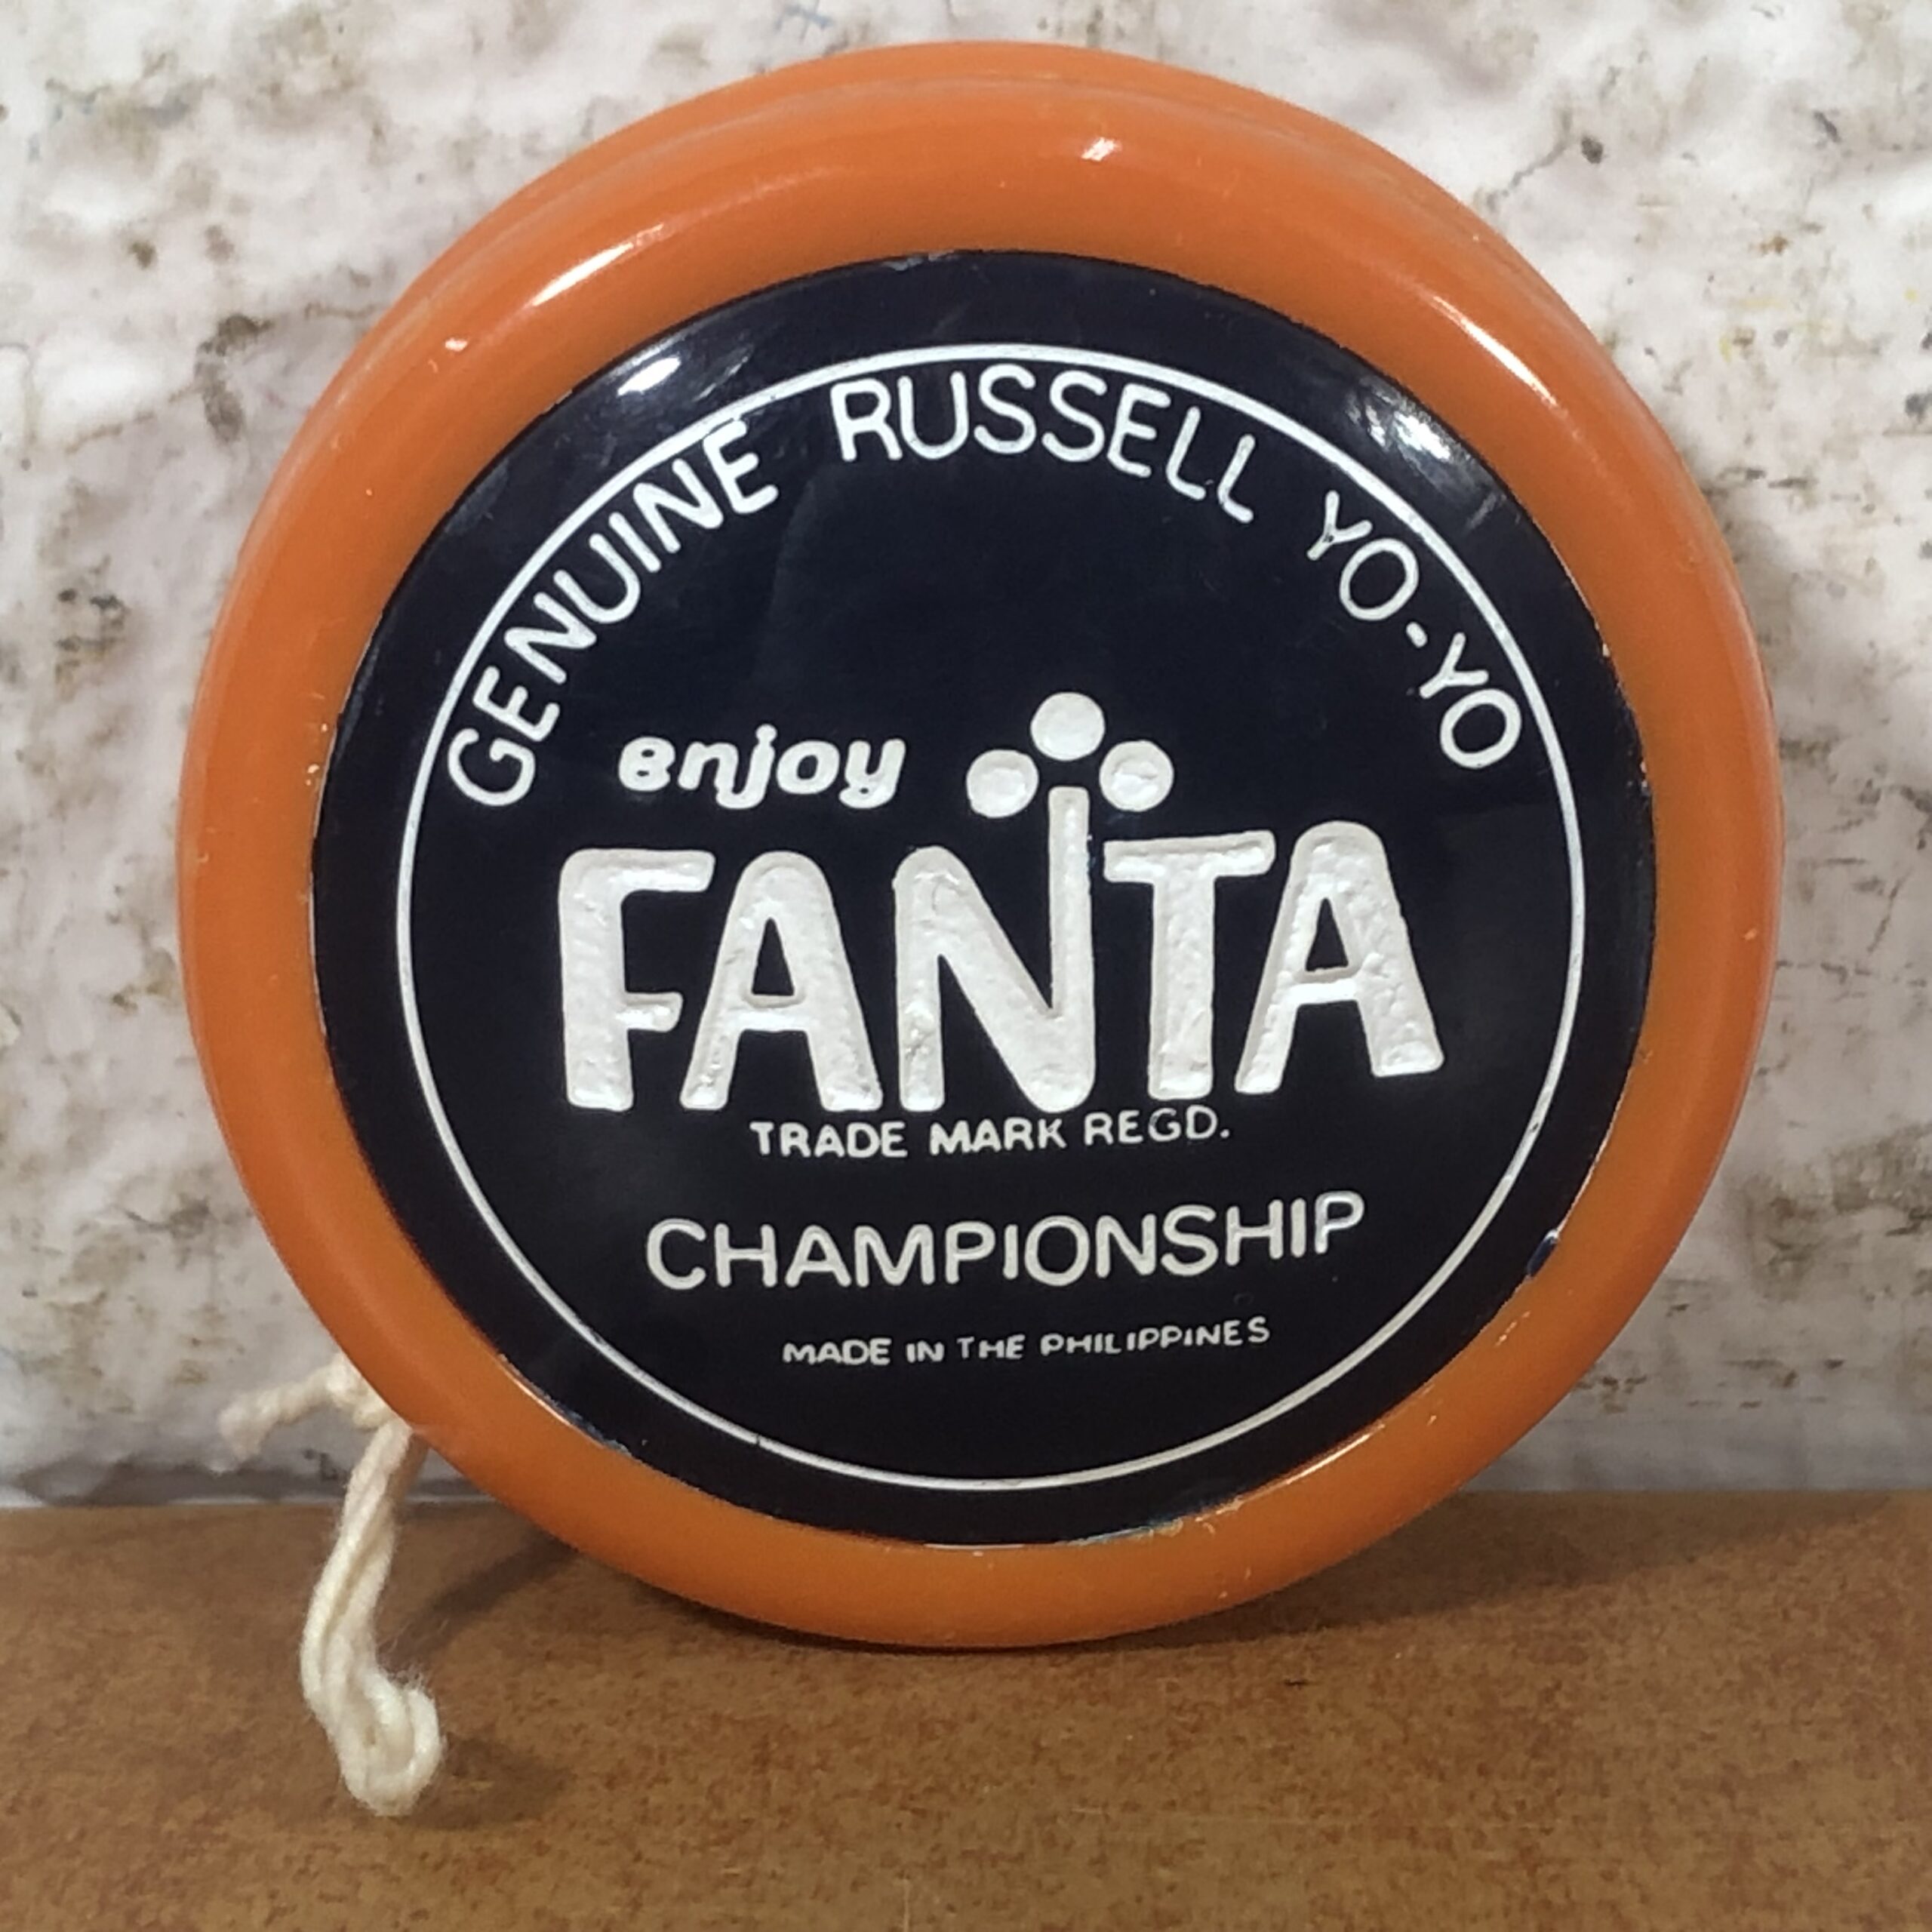 GENUINE RUSSELL YO-YO
enjoy
FANTA
TRADE MARK REGD.
CHAMPIONSHIP
MADE IN THE PHILIPPINES